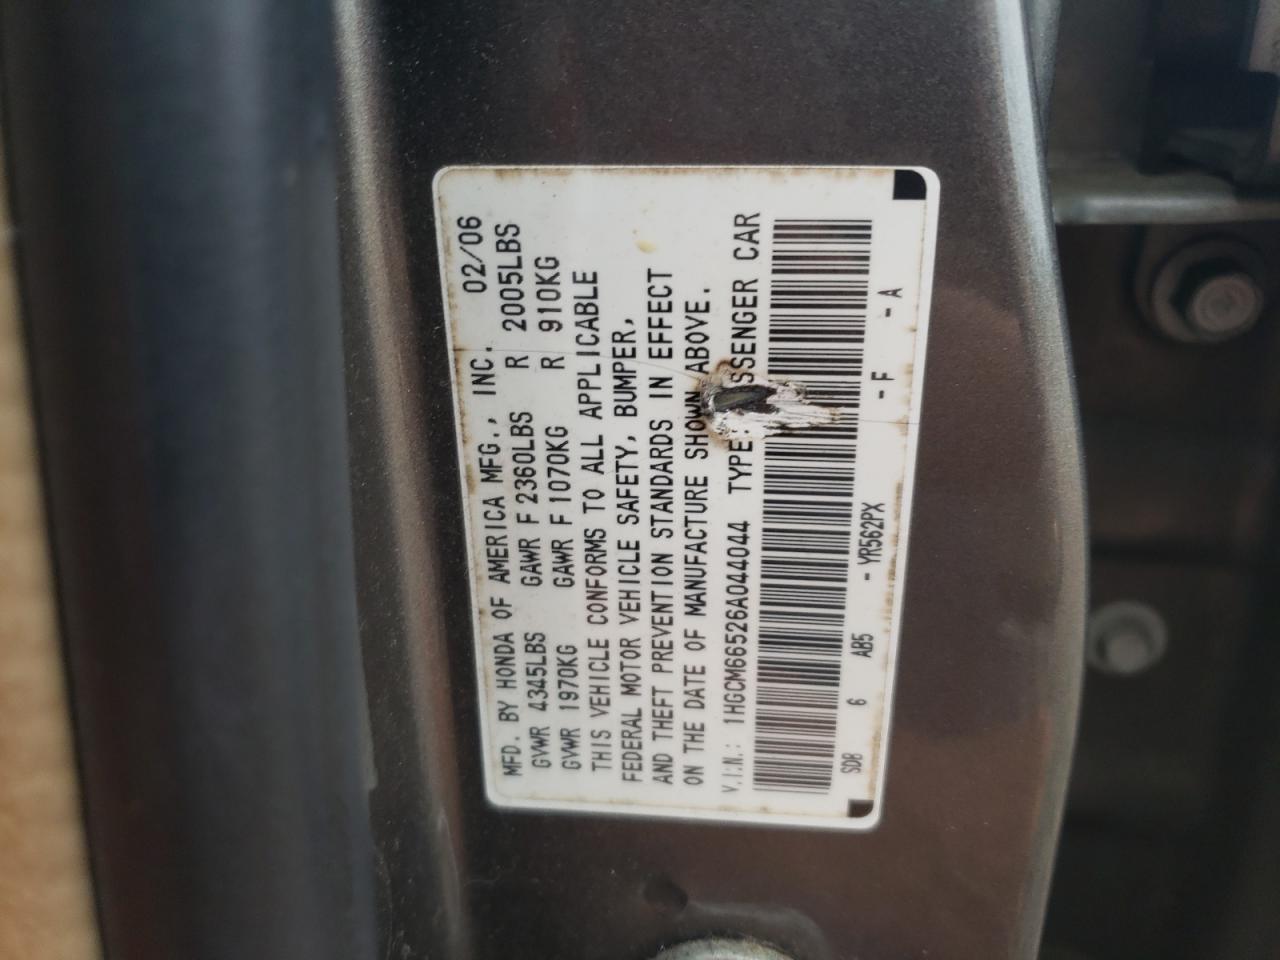 MFD. BY HONDA OF AMERICA MFG., INC. 02/06
GVWR 4345LBS GAWR F 2360LBS R 2005LBS
GVWR 1970KG GAWR F 1070KG R 910KG
THIS VEHICLE CONFORMS TO ALL APPLICABLE
FEDERAL MOTOR VEHICLE SAFETY, BUMPER,
AND THEFT PREVENTION STANDARDS IN EFFECT
ON THE DATE OF MANUFACTURE SHOWN ABOVE.
V.I.N.: 1HGCM66526A044044 TYPE: SSENGER CAR
SDB 6 AB5 - YR562PX - F - A